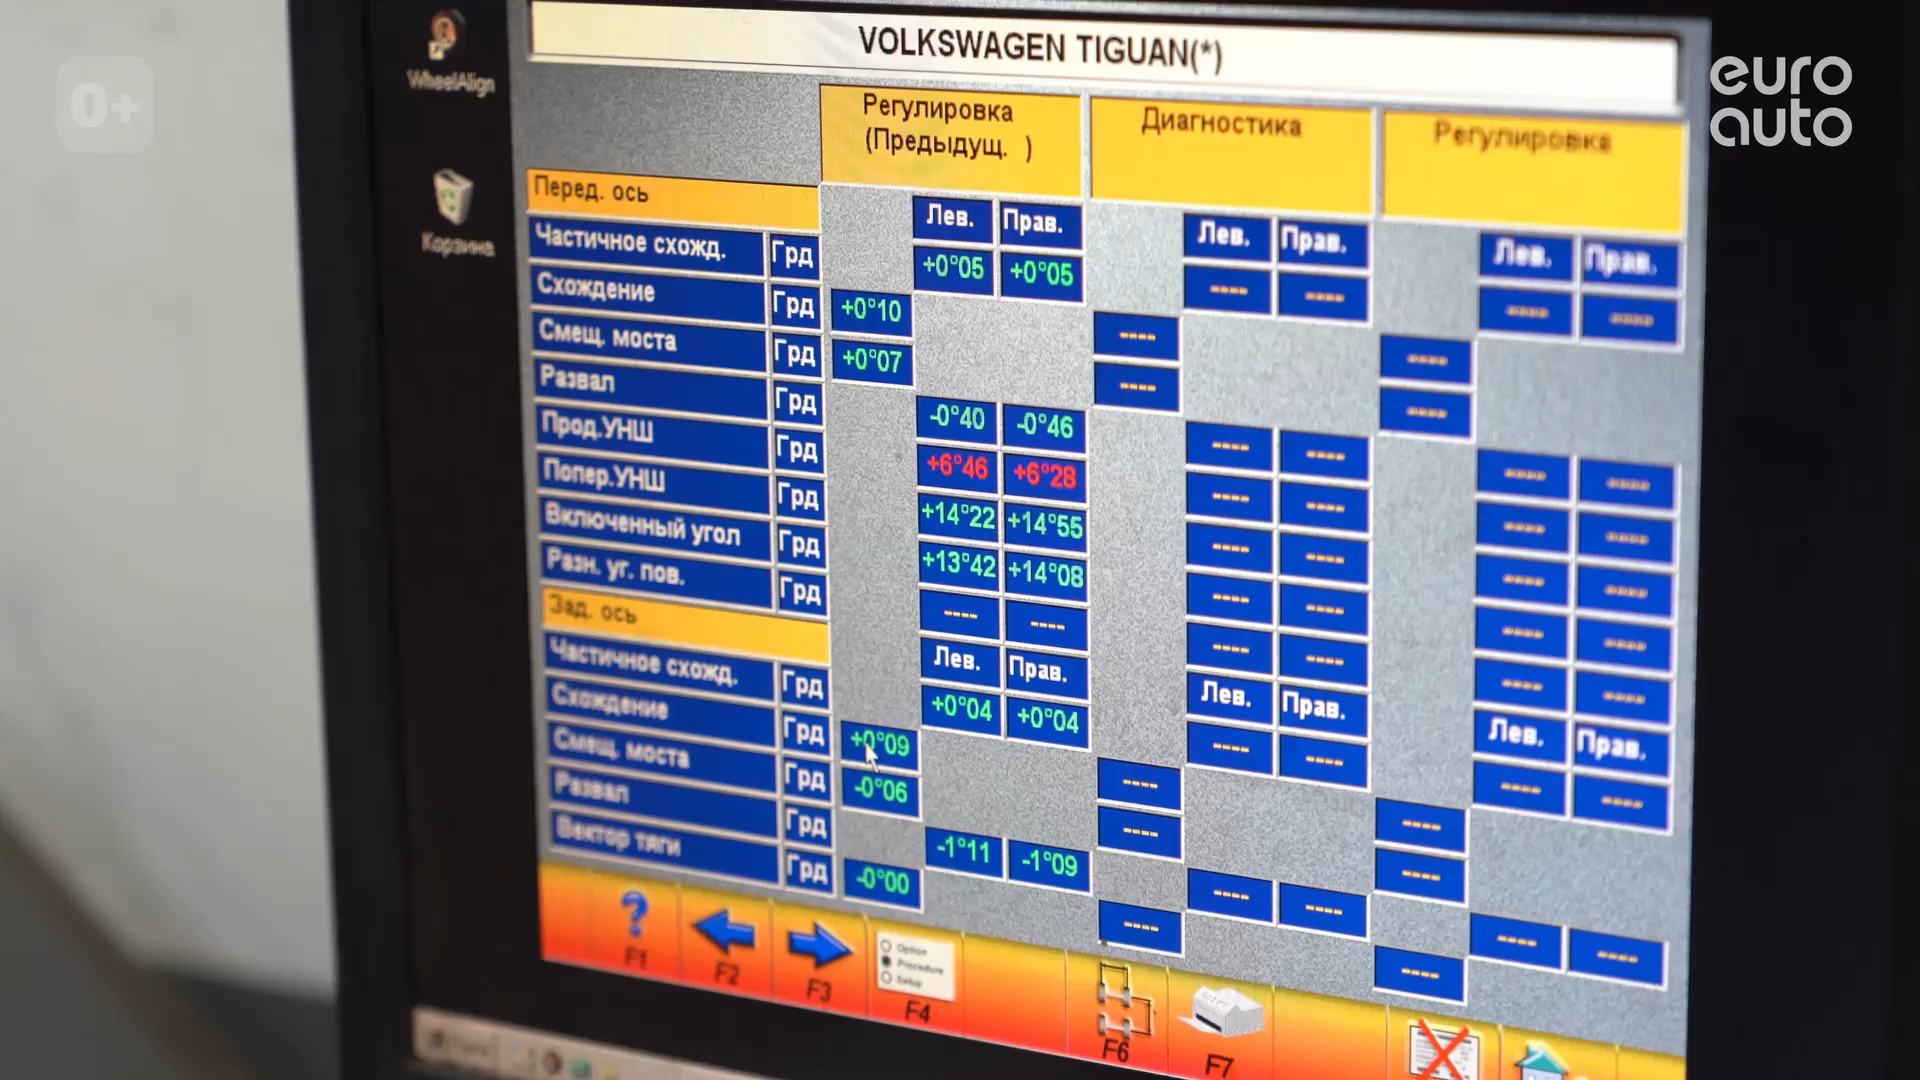 VOLKSWAGEN TIGUAN(*)
0+
WheelAlign
euro
auto
Корзина
Регулировка
(Предыдущ. )
Диагностика
Регулировка
Перед. ось
Лев. Прав. Лев. Прав. Лев. Прав.
Частичное схожд. Грд +0°05 +0°05 ---- ---- ---- ----
Схождение Грд +0°10 ---- ----
Смещ. моста Грд +0°07 ---- ----
Развал Грд -0°40 -0°46 ---- ---- ---- ----
Прод.УНШ Грд +6°46 +6°28 ---- ---- ---- ----
Попер.УНШ Грд +14°22 +14°55 ---- ---- ---- ----
Включенный угол Грд +13°42 +14°08 ---- ---- ---- ----
Разн. уг. пов. Грд ---- ---- ---- ---- ---- ----
Зад. ось
Лев. Прав. Лев. Прав. Лев. Прав.
Частичное схожд. Грд +0°04 +0°04 ---- ---- ---- ----
Схождение Грд +0°09 ---- ----
Смещ. моста Грд -0°06 ---- ----
Развал Грд -1°11 -1°09 ---- ---- ---- ----
Вектор тяги Грд -0°00 ---- ----
Option
Procedure
Setup
? F1 F2 F3 F4 F6 F7